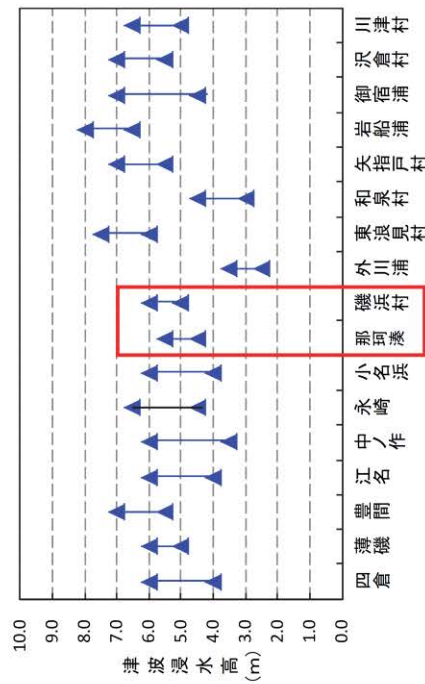 10.0
9.0
8.0
7.0
6.0
5.0
4.0
3.0
2.0
1.0
0.0
津波浸水高(m)
四倉
薄磯
豊間
江名
中ノ作
永崎
小名浜
那珂湊
磯浜村
外川浦
東浪見村
和泉村
矢指戸村
岩船浦
御宿浦
沢倉村
川津村